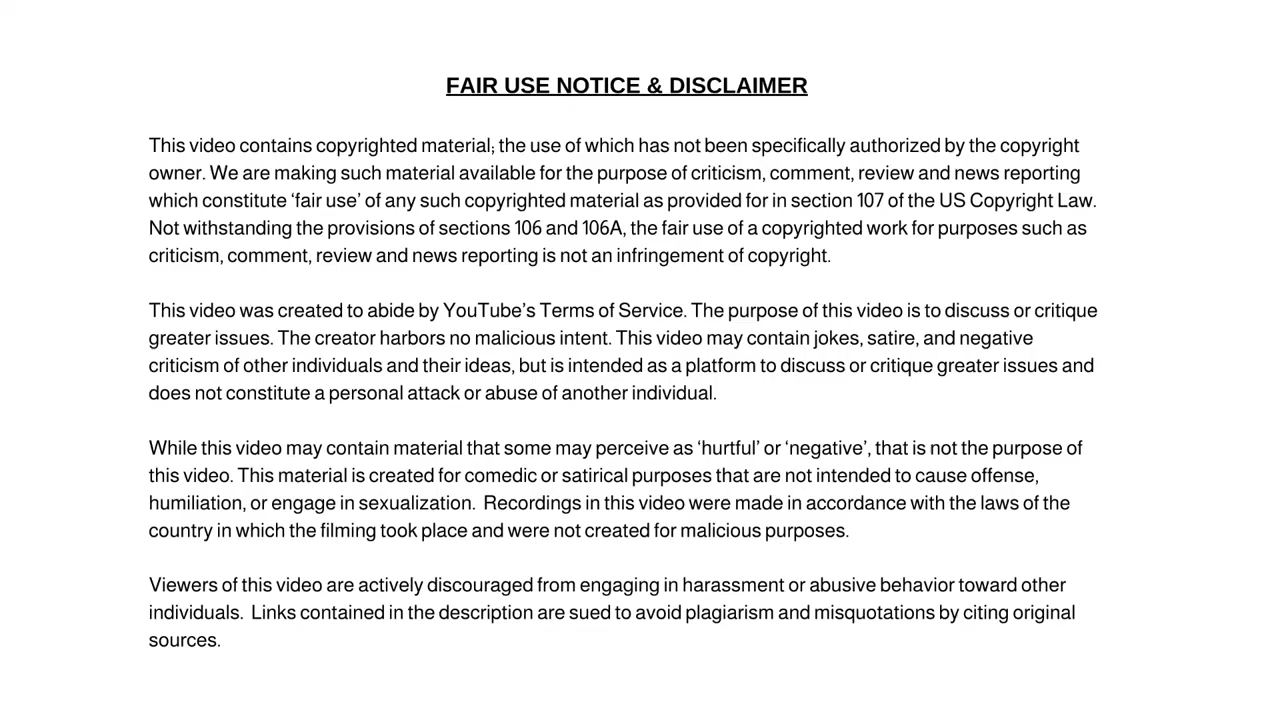 FAIR USE NOTICE & DISCLAIMER
This video contains copyrighted material; the use of which has not been specifically authorized by the copyright
owner. We are making such material available for the purpose of criticism, comment, review and news reporting
which constitute ‘fair use’ of any such copyrighted material as provided for in section 107 of the US Copyright Law.
Not withstanding the provisions of sections 106 and 106A, the fair use of a copyrighted work for purposes such as
criticism, comment, review and news reporting is not an infringement of copyright.
This video was created to abide by YouTube’s Terms of Service. The purpose of this video is to discuss or critique
greater issues. The creator harbors no malicious intent. This video may contain jokes, satire, and negative
criticism of other individuals and their ideas, but is intended as a platform to discuss or critique greater issues and
does not constitute a personal attack or abuse of another individual.
While this video may contain material that some may perceive as ‘hurtful’ or ‘negative’, that is not the purpose of
this video. This material is created for comedic or satirical purposes that are not intended to cause offense,
humiliation, or engage in sexualization.  Recordings in this video were made in accordance with the laws of the
country in which the filming took place and were not created for malicious purposes.
Viewers of this video are actively discouraged from engaging in harassment or abusive behavior toward other
individuals.  Links contained in the description are sued to avoid plagiarism and misquotations by citing original
sources.